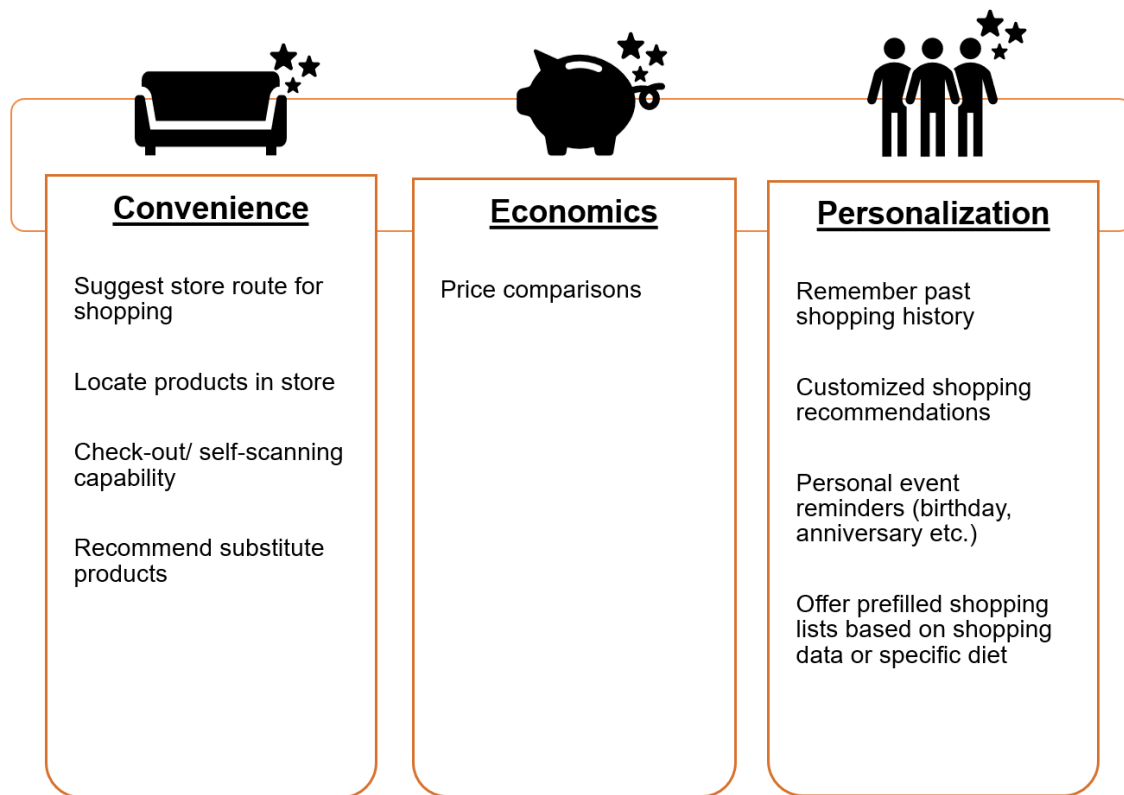 Convenience
Suggest store route for
shopping
Locate products in store
Check-out/ self-scanning
capability
Recommend substitute
products
Economics
Price comparisons
Personalization
Remember past
shopping history
Customized shopping
recommendations
Personal event
reminders (birthday,
anniversary etc.)
Offer prefilled shopping
lists based on shopping
data or specific diet